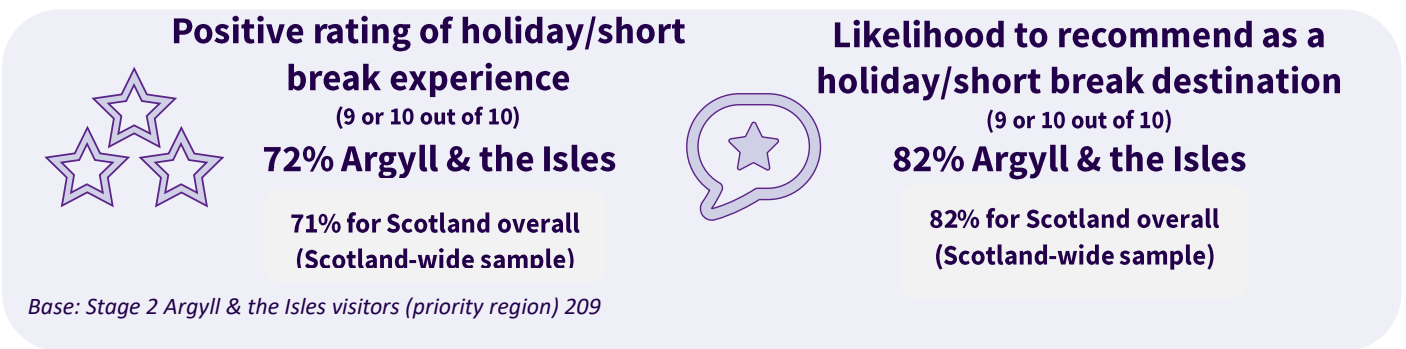 Positive rating of holiday/short
break experience
(9 or 10 out of 10)
72% Argyll & the Isles
71% for Scotland overall
(Scotland-wide sample)
Likelihood to recommend as a
holiday/short break destination
(9 or 10 out of 10)
82% Argyll & the Isles
82% for Scotland overall
(Scotland-wide sample)
Base: Stage 2 Argyll & the Isles visitors (priority region) 209